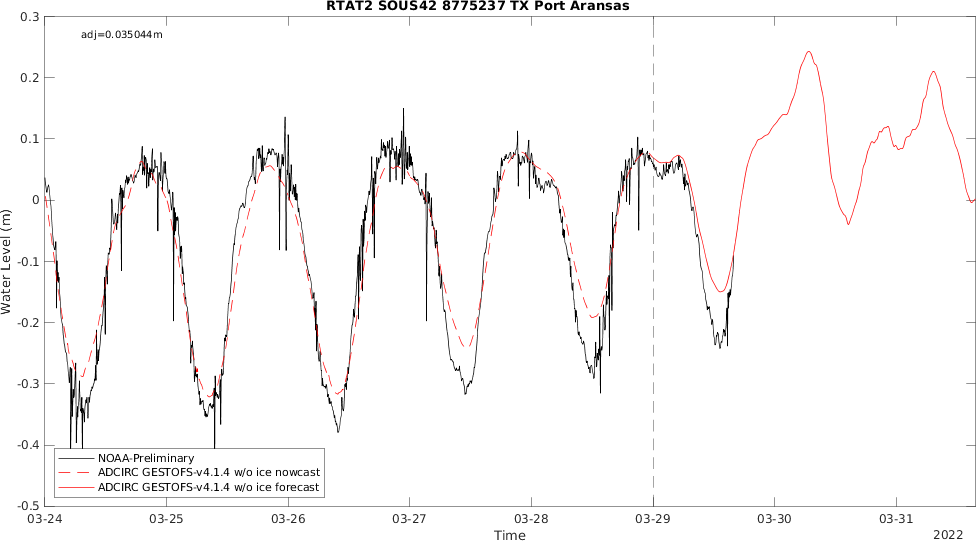 RTAT2 SOUS42 8775237 TX Port Aransas
adj=0.035044m
0.3
0.2
0.1
0
-0.1
-0.2
-0.3
-0.4
-0.5
Water Level (m)
NOAA-Preliminary
ADCIRC GESTOFS-v4.1.4 w/o ice nowcast
ADCIRC GESTOFS-v4.1.4 w/o ice forecast
03-24
03-25
03-26
03-27
03-28
03-29
03-30
03-31
Time
2022